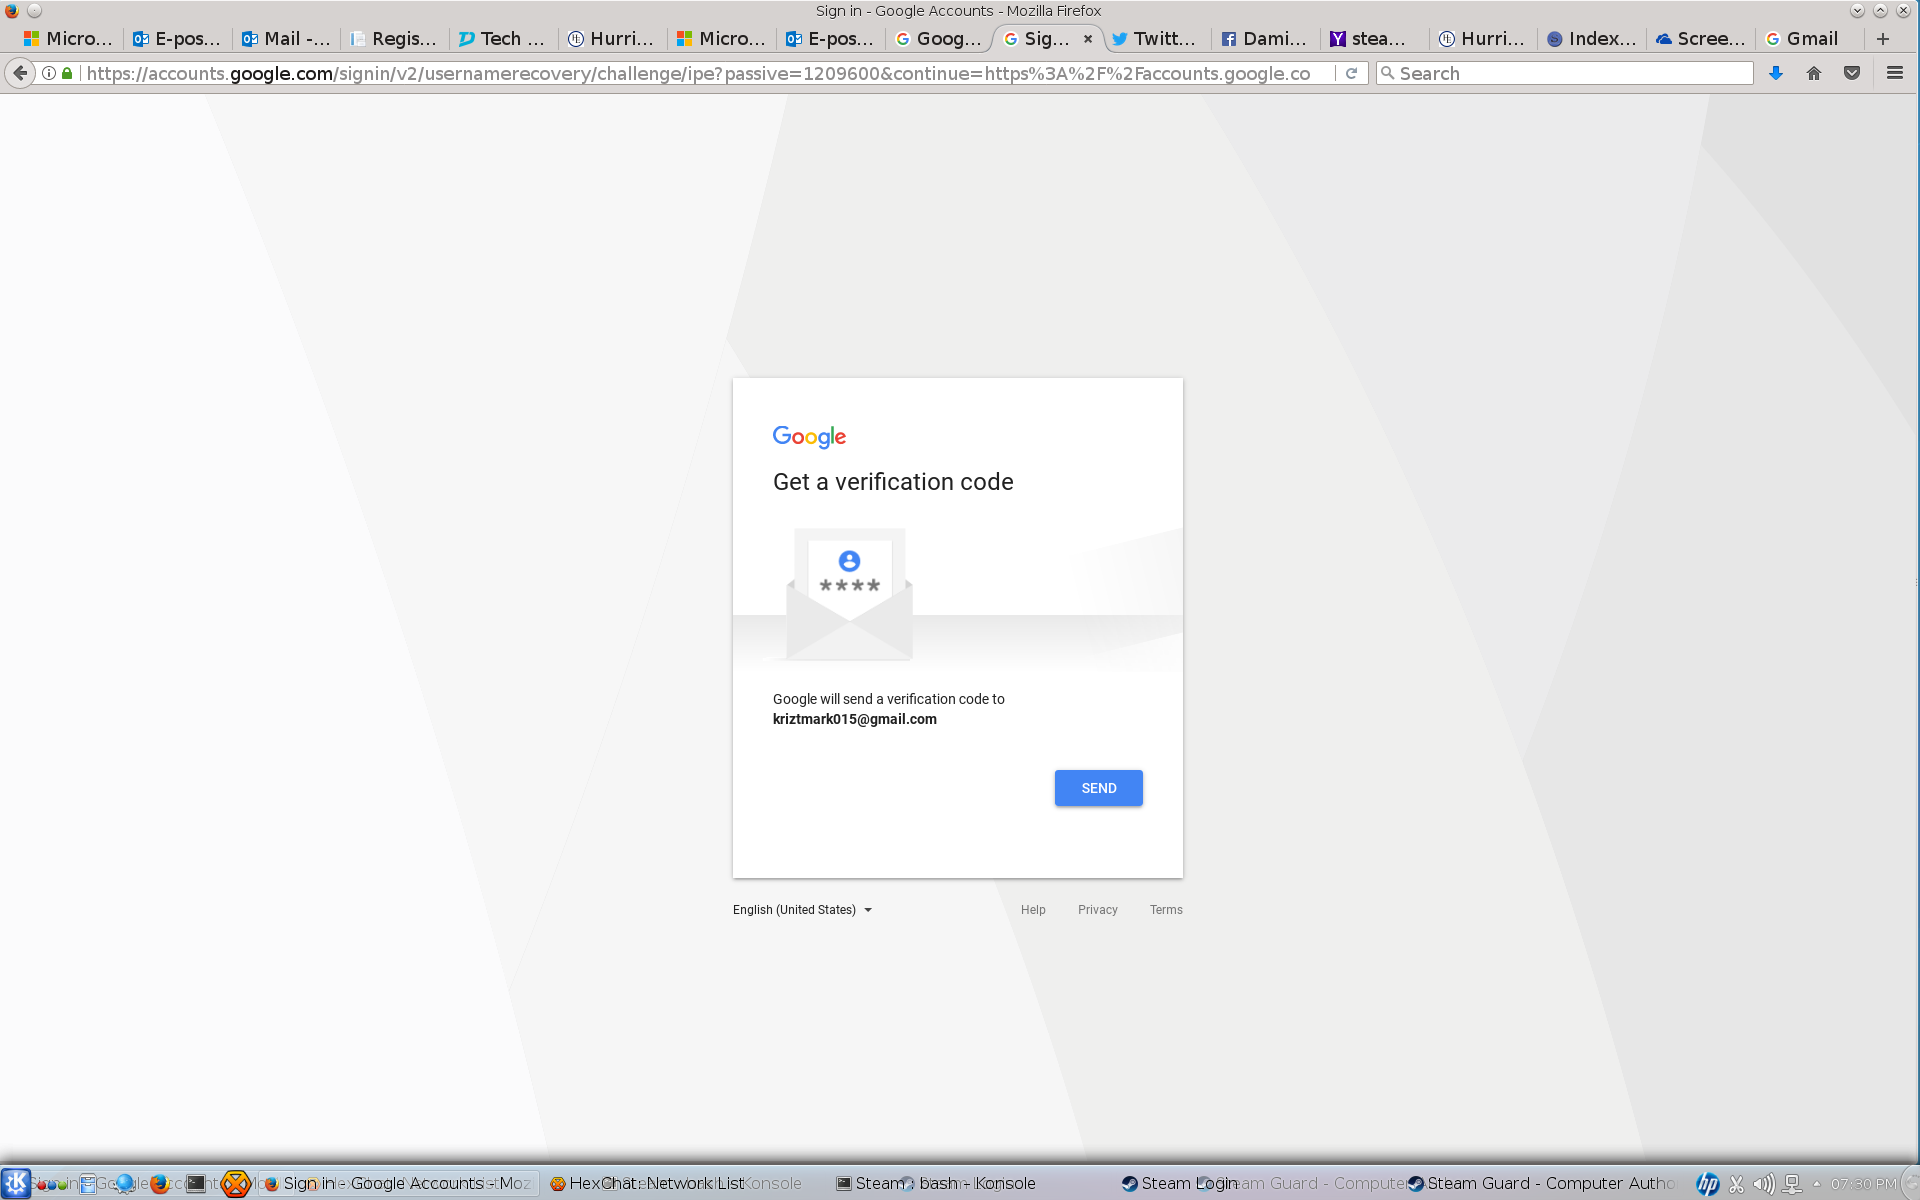 Sign in - Google Accounts - Mozilla Firefox
Micro...
E-pos...
Mail -...
Regis...
Tech ...
Hurri...
Micro...
E-pos...
Goog...
Sig...
Twitt...
Dami...
stea...
Hurri...
Index...
Scree...
Gmail
https://accounts.google.com/signin/v2/usernamerecovery/challenge/ipe?passive=1209600&continue=https%3A%2F%2Faccounts.google.co
Search
Google
Get a verification code
****
Google will send a verification code to
kriztmark015@gmail.com
SEND
English (United States)
Help
Privacy
Terms
Sign in - Google Accounts - Moz
HexChat: Network List
Steam : bash - Konsole
Steam Login
Steam Guard - Computer Autho
07:30 PM